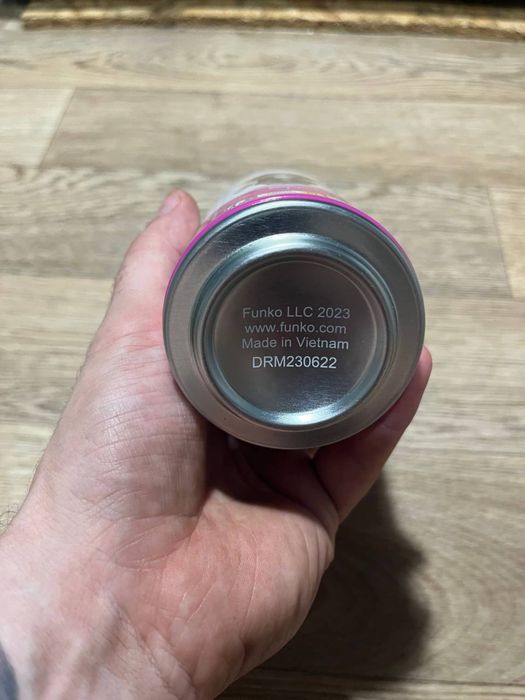 Funko LLC 2023
www.funko.com
Made in Vietnam
DRM230622